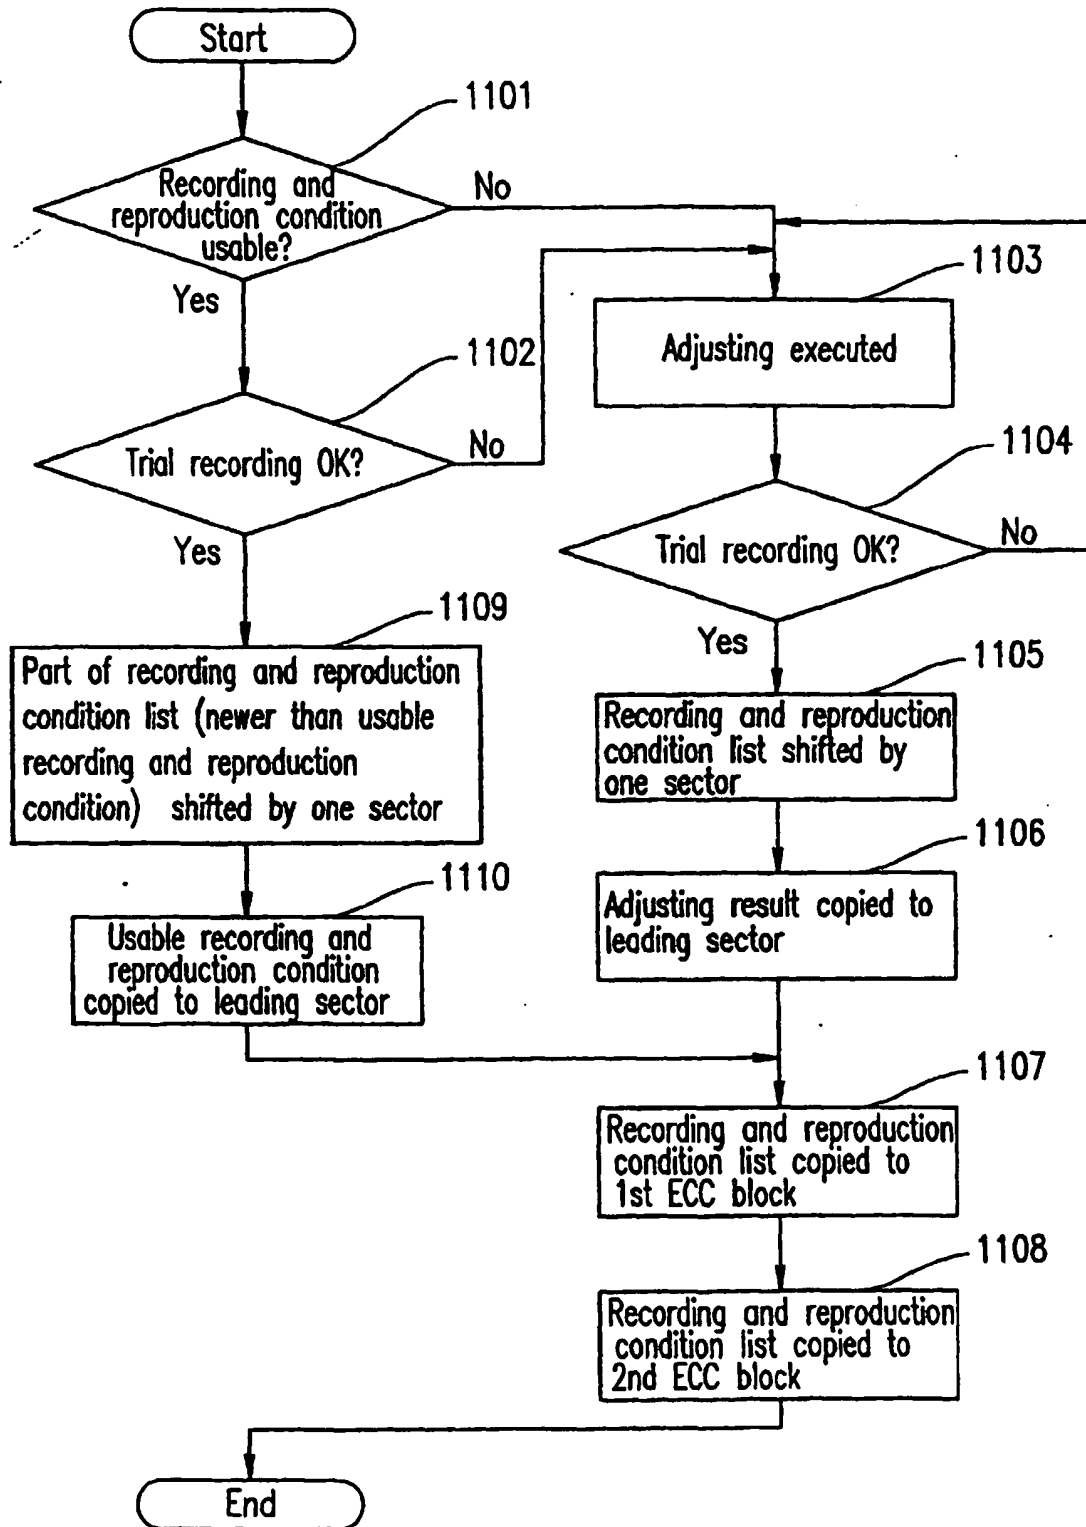 Start
1101
Recording and
reproduction condition
usable?
No
Yes
1102
Trial recording OK?
No
Yes
1103
Adjusting executed
1104
Trial recording OK?
No
Yes
1109
Part of recording and reproduction
condition list (newer than usable
recording and reproduction
condition) shifted by one sector
1110
Usable recording and
reproduction condition
copied to leading sector
1105
Recording and reproduction
condition list shifted by
one sector
1106
Adjusting result copied to
leading sector
1107
Recording and reproduction
condition list copied to
1st ECC block
1108
Recording and reproduction
condition list copied to
2nd ECC block
End